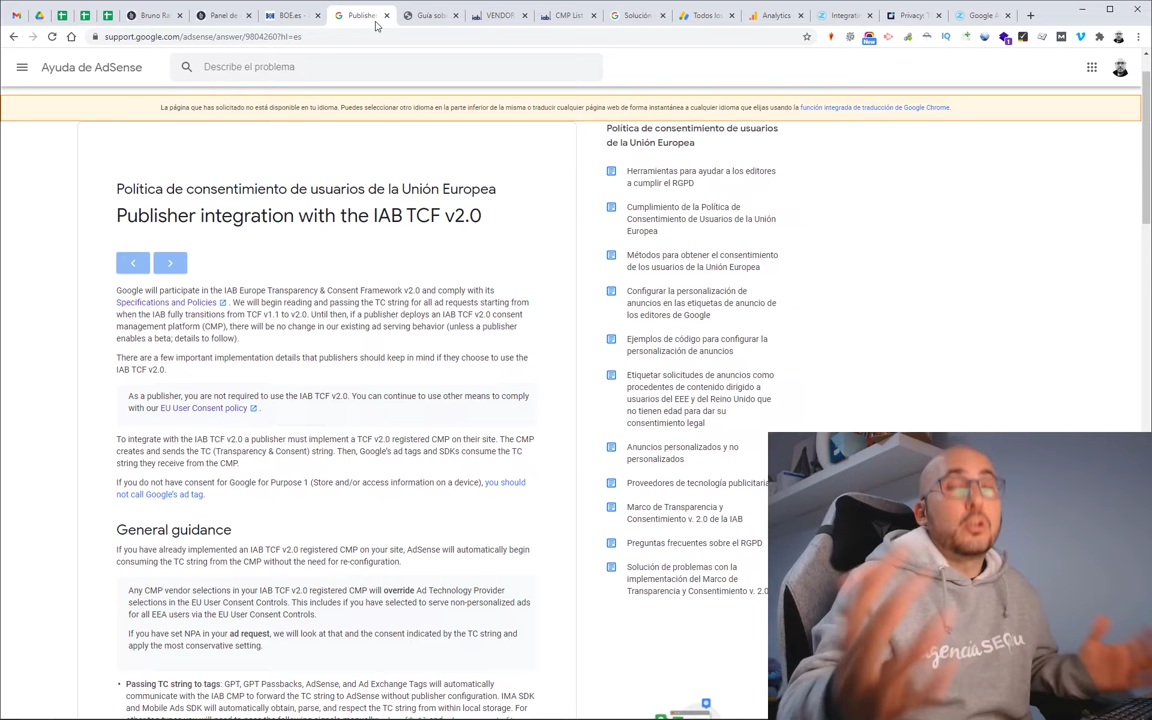 Bruno Ra
Panel de
BOE.es -
Publisher
Guía sob
VENDOR
CMP List
Solución
Todos lo
Analytics
Integratir
Privacy: T
Google A
support.google.com/adsense/answer/9804260?hl=es
New
IQ
Ayuda de AdSense
Describe el problema
La página que has solicitado no está disponible en tu idioma. Puedes seleccionar otro idioma en la parte inferior de la misma o traducir cualquier página web de forma instantánea a cualquier idioma que elijas usando la función integrada de traducción de Google Chrome.
Política de consentimiento de usuarios de la Unión Europea
Publisher integration with the IAB TCF v2.0
Google will participate in the IAB Europe Transparency & Consent Framework v2.0 and comply with its
Specifications and Policies . We will begin reading and passing the TC string for all ad requests starting from
when the IAB fully transitions from TCF v1.1 to v2.0. Until then, if a publisher deploys an IAB TCF v2.0 consent
management platform (CMP), there will be no change in our existing ad serving behavior (unless a publisher
enables a beta; details to follow).
There are a few important implementation details that publishers should keep in mind if they choose to use the
IAB TCF v2.0.
As a publisher, you are not required to use the IAB TCF v2.0. You can continue to use other means to comply
with our EU User Consent policy .
To integrate with the IAB TCF v2.0 a publisher must implement a TCF v2.0 registered CMP on their site. The CMP
creates and sends the TC (Transparency & Consent) string. Then, Google's ad tags and SDKs consume the TC
string they receive from the CMP.
If you do not have consent for Google for Purpose 1 (Store and/or access information on a device), you should
not call Google's ad tag.
General guidance
If you have already implemented an IAB TCF v2.0 registered CMP on your site, AdSense will automatically begin
consuming the TC string from the CMP without the need for re-configuration.
Any CMP vendor selections in your IAB TCF v2.0 registered CMP will override Ad Technology Provider
selections in the EU User Consent Controls. This includes if you have selected to serve non-personalized ads
for all EEA users via the EU User Consent Controls.
If you have set NPA in your ad request, we will look at that and the consent indicated by the TC string and
apply the most conservative setting.
• Passing TC string to tags: GPT, GPT Passbacks, AdSense, and Ad Exchange Tags will automatically
communicate with the IAB CMP to forward the TC string to AdSense without publisher configuration. IMA SDK
and Mobile Ads SDK will automatically obtain, parse, and respect the TC string from within local storage. For
Política de consentimiento de usuarios
de la Unión Europea
Herramientas para ayudar a los editores
a cumplir el RGPD
Cumplimiento de la Política de
Consentimiento de Usuarios de la Unión
Europea
Métodos para obtener el consentimiento
de los usuarios de la Unión Europea
Configurar la personalización de
anuncios en las etiquetas de anuncio de
los editores de Google
Ejemplos de código para configurar la
personalización de anuncios
Etiquetar solicitudes de anuncios como
procedentes de contenido dirigido a
usuarios del EEE y del Reino Unido que
no tienen edad para dar su
consentimiento legal
Anuncios personalizados y no
personalizados
Proveedores de tecnología publicitaria
Marco de Transparencia y
Consentimiento v. 2.0 de la IAB
Preguntas frecuentes sobre el RGPD
Solución de problemas con la
implementación del Marco de
Transparencia y Consentimiento v. 2.0